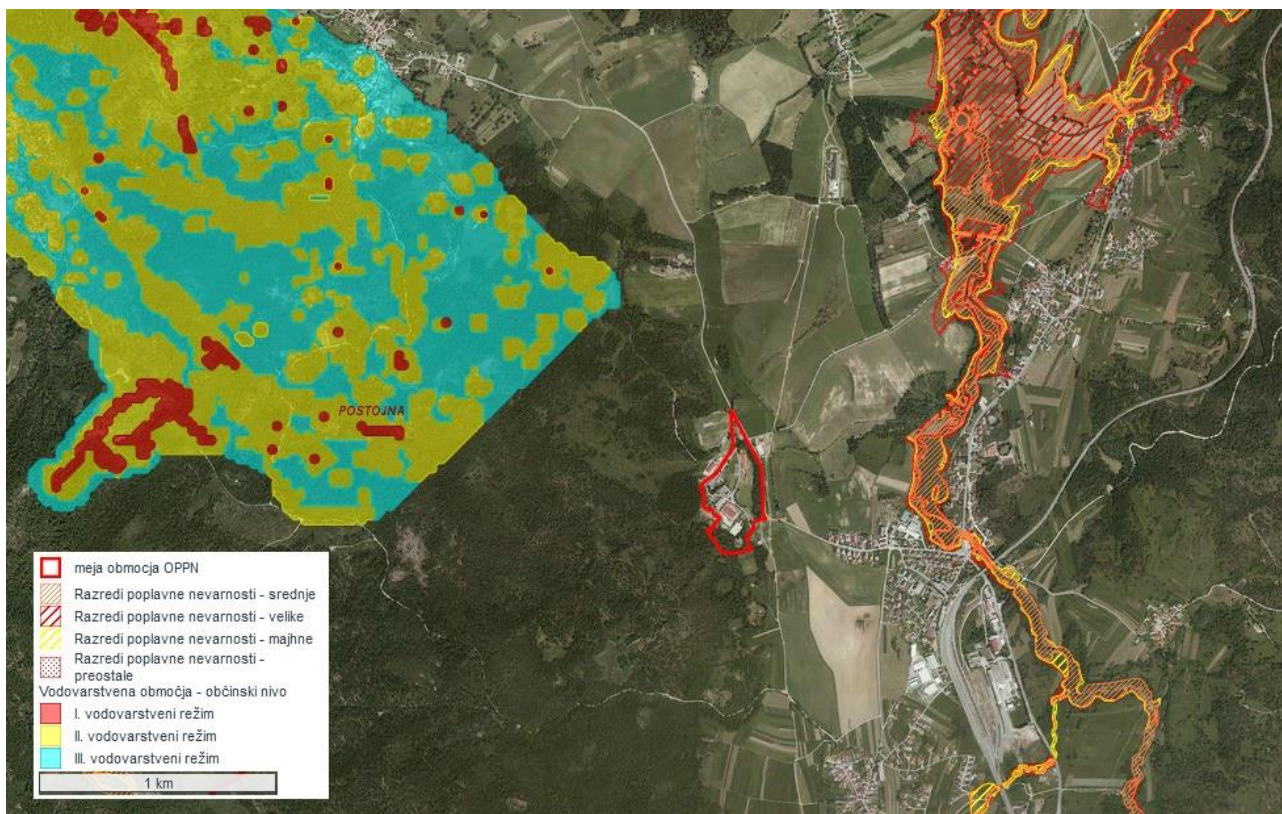 POSTOJNA
meja obmocja OPPN
Razredi poplavne nevarnosti - srednje
Razredi poplavne nevarnosti - velike
Razredi poplavne nevarnosti - majhne
Razredi poplavne nevarnosti -
preostale
Vodovarstvena območja - občinski nivo
I. vodovarstveni režim
II. vodovarstveni režim
III. vodovarstveni režim
1 km